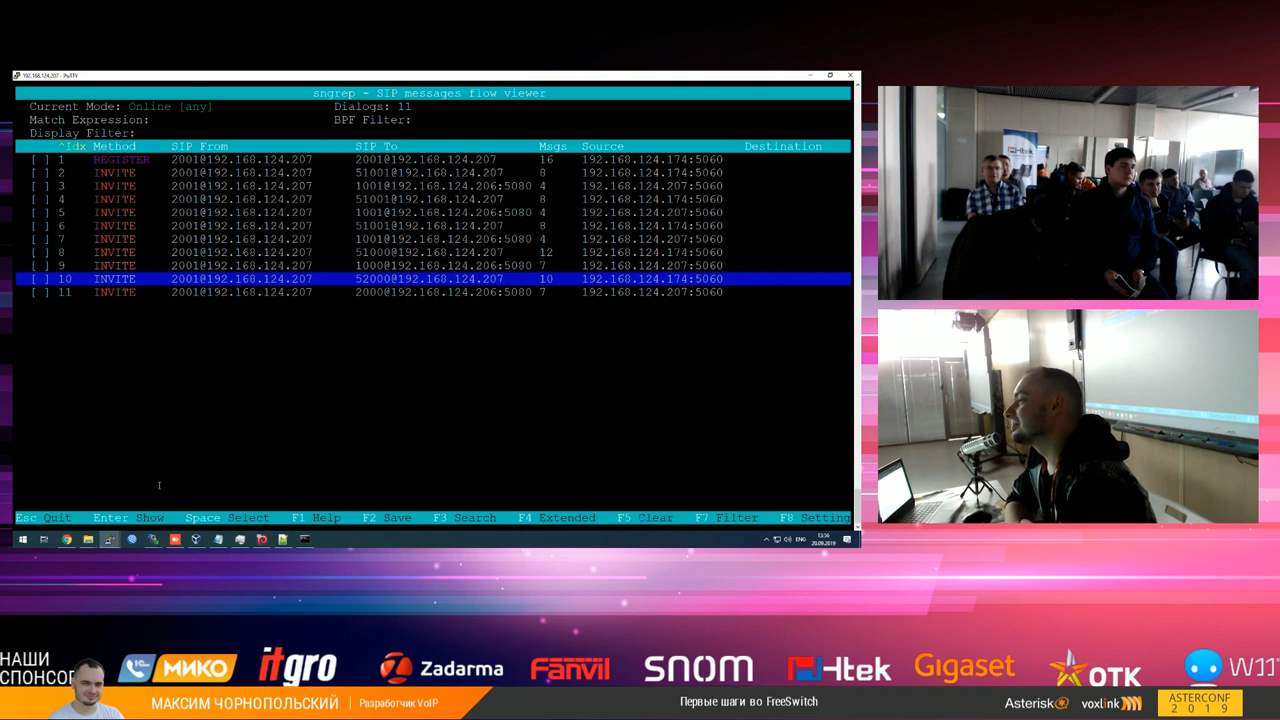 192.168.124.207 - PuTTY
sngrep - SIP messages flow viewer
Current Mode: Online [any] Dialogs: 11
Match Expression: BPF Filter:
Display Filter:
^Idx Method SIP From SIP To Msgs Source Destination
[ ] 1 REGISTER 2001@192.168.124.207 2001@192.168.124.207 16 192.168.124.174:5060
[ ] 2 INVITE 2001@192.168.124.207 51001@192.168.124.207 8 192.168.124.174:5060
[ ] 3 INVITE 2001@192.168.124.207 1001@192.168.124.206:5080 4 192.168.124.207:5060
[ ] 4 INVITE 2001@192.168.124.207 51001@192.168.124.207 8 192.168.124.174:5060
[ ] 5 INVITE 2001@192.168.124.207 1001@192.168.124.206:5080 4 192.168.124.207:5060
[ ] 6 INVITE 2001@192.168.124.207 51001@192.168.124.207 8 192.168.124.174:5060
[ ] 7 INVITE 2001@192.168.124.207 1001@192.168.124.206:5080 4 192.168.124.207:5060
[ ] 8 INVITE 2001@192.168.124.207 51000@192.168.124.207 12 192.168.124.174:5060
[ ] 9 INVITE 2001@192.168.124.207 1000@192.168.124.206:5080 7 192.168.124.207:5060
[ ] 10 INVITE 2001@192.168.124.207 52000@192.168.124.207 10 192.168.124.174:5060
[ ] 11 INVITE 2001@192.168.124.207 2000@192.168.124.206:5080 7 192.168.124.207:5060
Esc Quit Enter Show Space Select F1 Help F2 Save F3 Search F4 Extended F5 Clear F7 Filter F8 Setting
ENG 13:56
20.09.2019
Htek
НАШИ
СПОНСОР
1С МИКО
itgro
Zadarma
Fanvil
SNOM
Htek
Gigaset
ОТК
W11
МАКСИМ ЧОРНОПОЛЬСКИЙ | Разработчик VoIP
Первые шаги во FreeSwitch
Asterisk
voxlink
ASTERCONF
2019